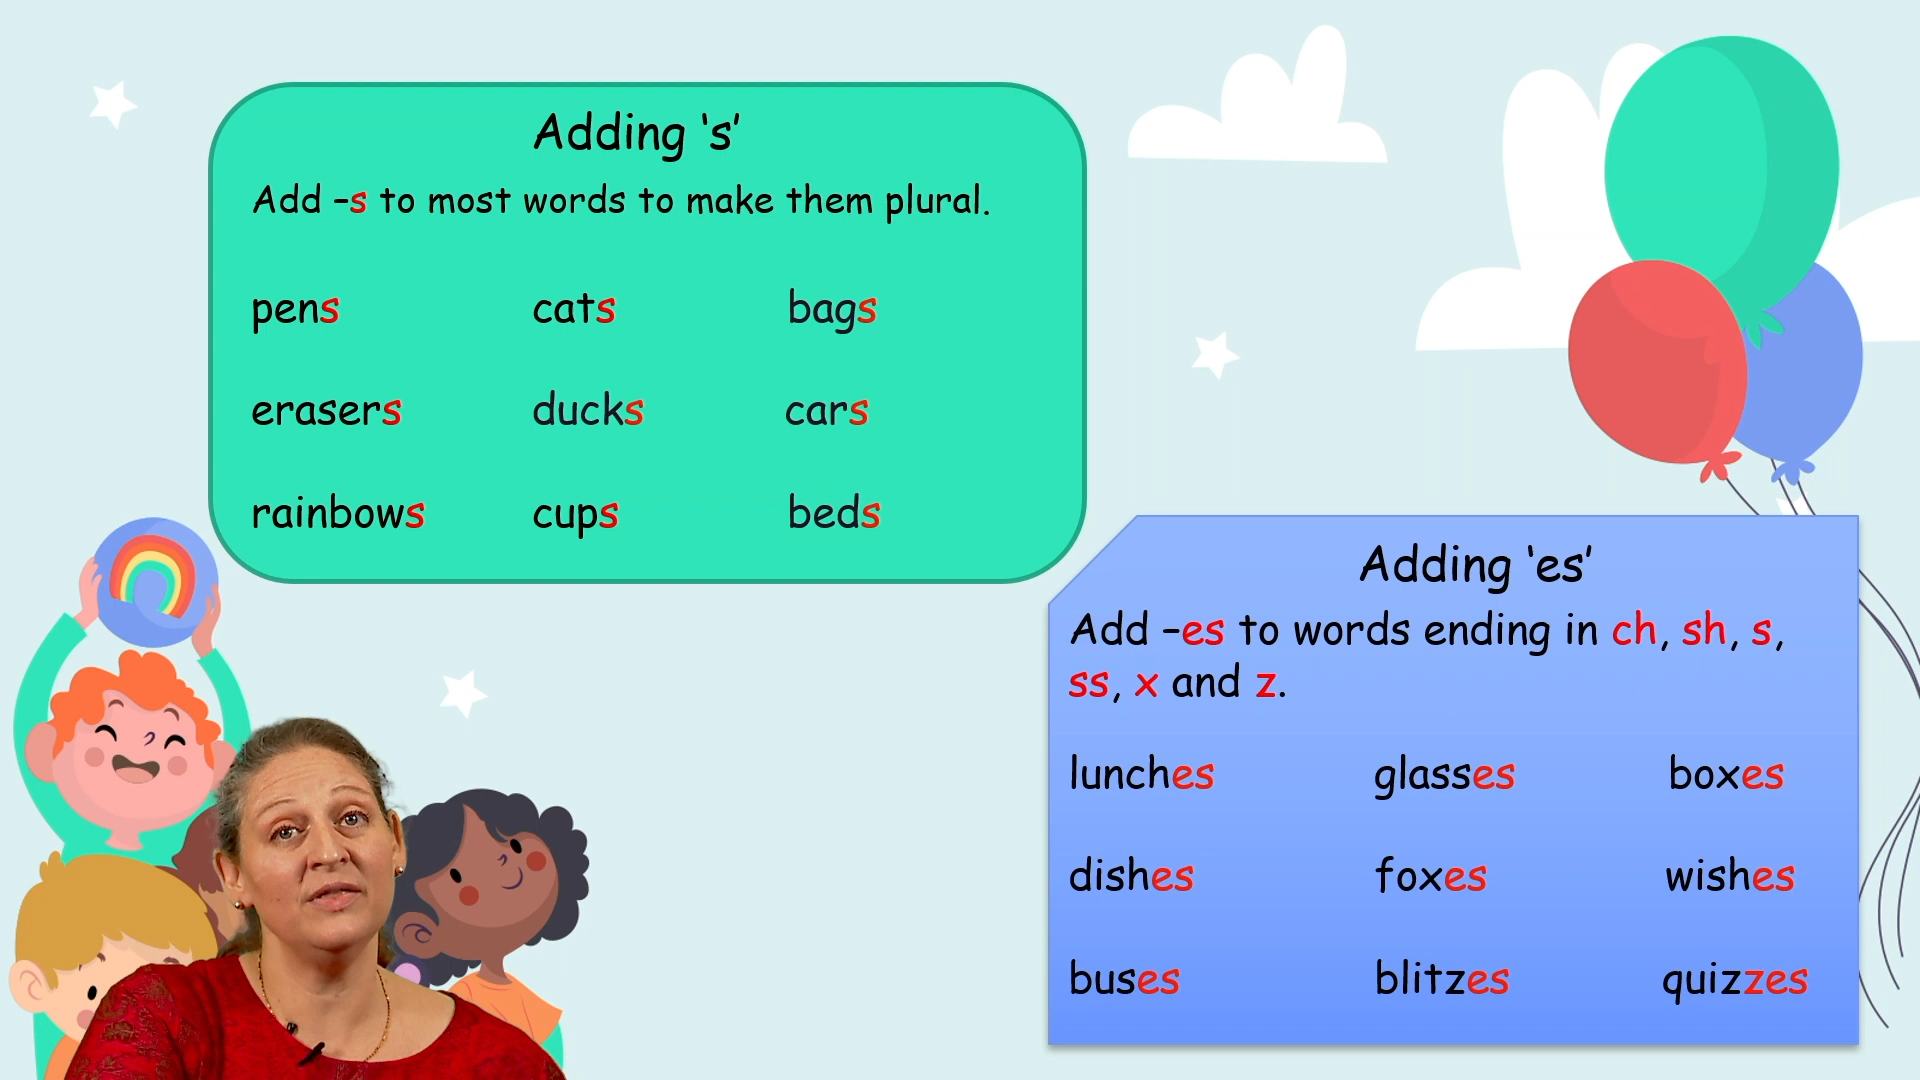 Adding ‘s’
Add –s to most words to make them plural.
pens cats bags
erasers ducks cars
rainbows cups beds
Adding ‘es’
Add –es to words ending in ch, sh, s,
ss, x and z.
lunches glasses boxes
dishes foxes wishes
buses blitzes quizzes